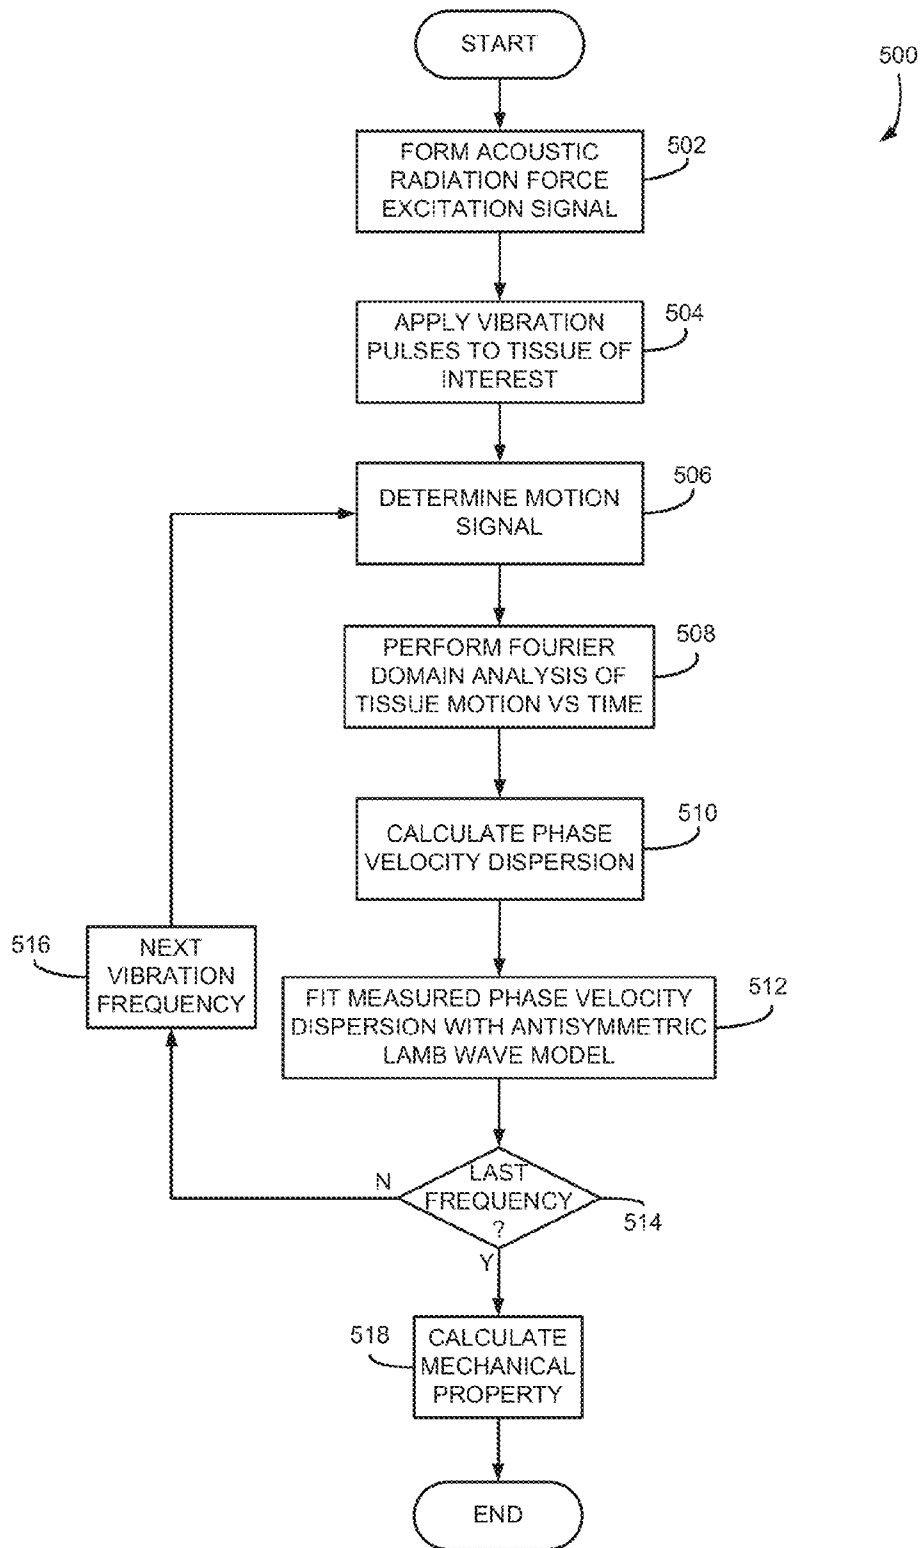 START
500
FORM ACOUSTIC
RADIATION FORCE
EXCITATION SIGNAL
502
APPLY VIBRATION
PULSES TO TISSUE OF
INTEREST
504
DETERMINE MOTION
SIGNAL
506
PERFORM FOURIER
DOMAIN ANALYSIS OF
TISSUE MOTION VS TIME
508
CALCULATE PHASE
VELOCITY DISPERSION
510
516
NEXT
VIBRATION
FREQUENCY
FIT MEASURED PHASE VELOCITY
DISPERSION WITH ANTISYMMETRIC
LAMB WAVE MODEL
512
N
LAST
FREQUENCY
?
514
Y
518
CALCULATE
MECHANICAL
PROPERTY
END